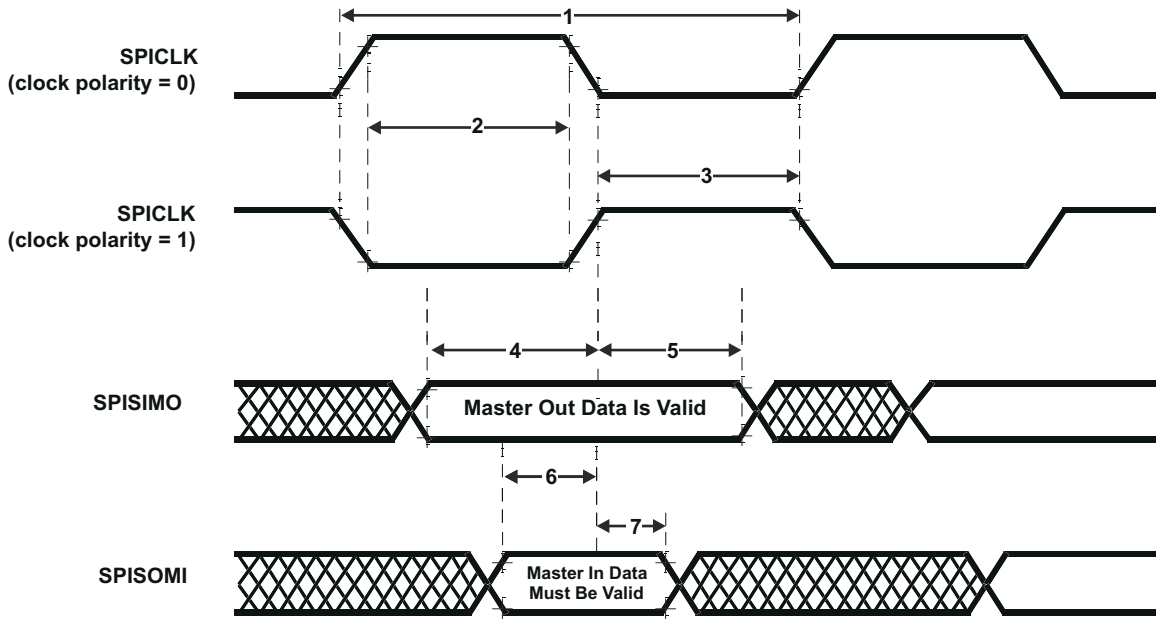 1
SPICLK
(clock polarity = 0)
2
3
SPICLK
(clock polarity = 1)
4
5
SPISIMO
Master Out Data Is Valid
6
7
SPISOMI
Master In Data
Must Be Valid